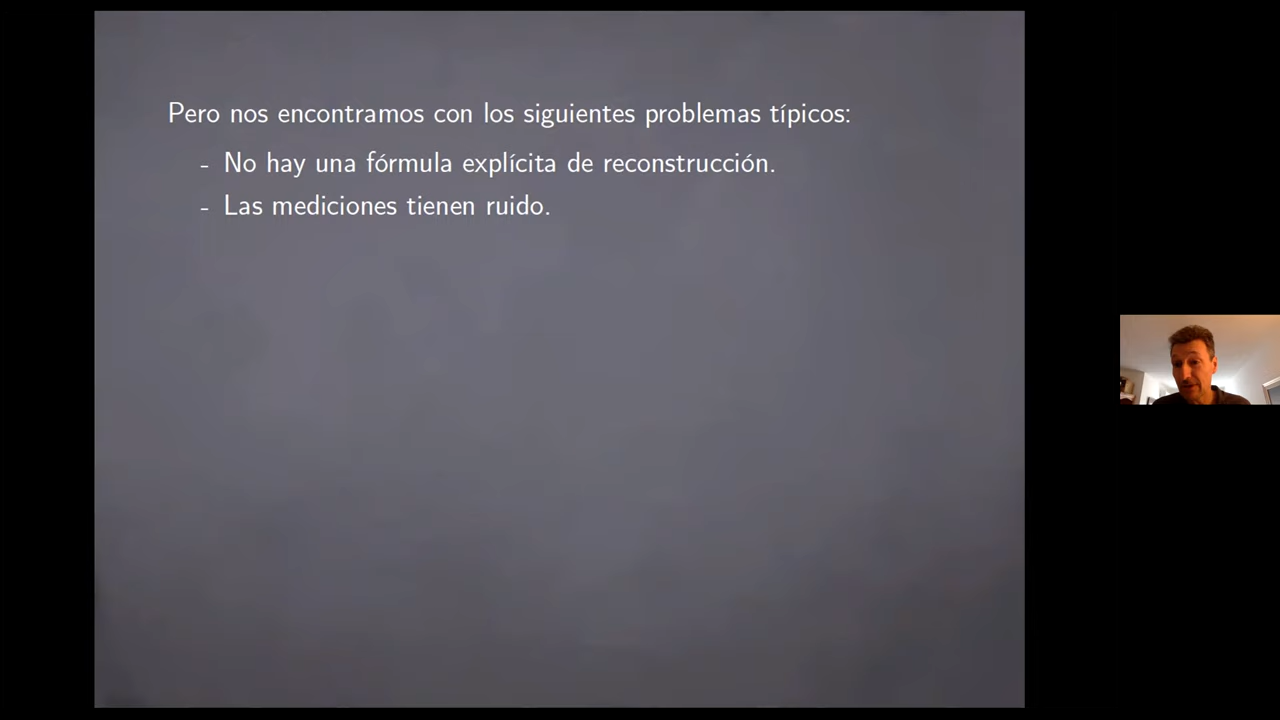 Pero nos encontramos con los siguientes problemas típicos:
- No hay una fórmula explícita de reconstrucción.
- Las mediciones tienen ruido.